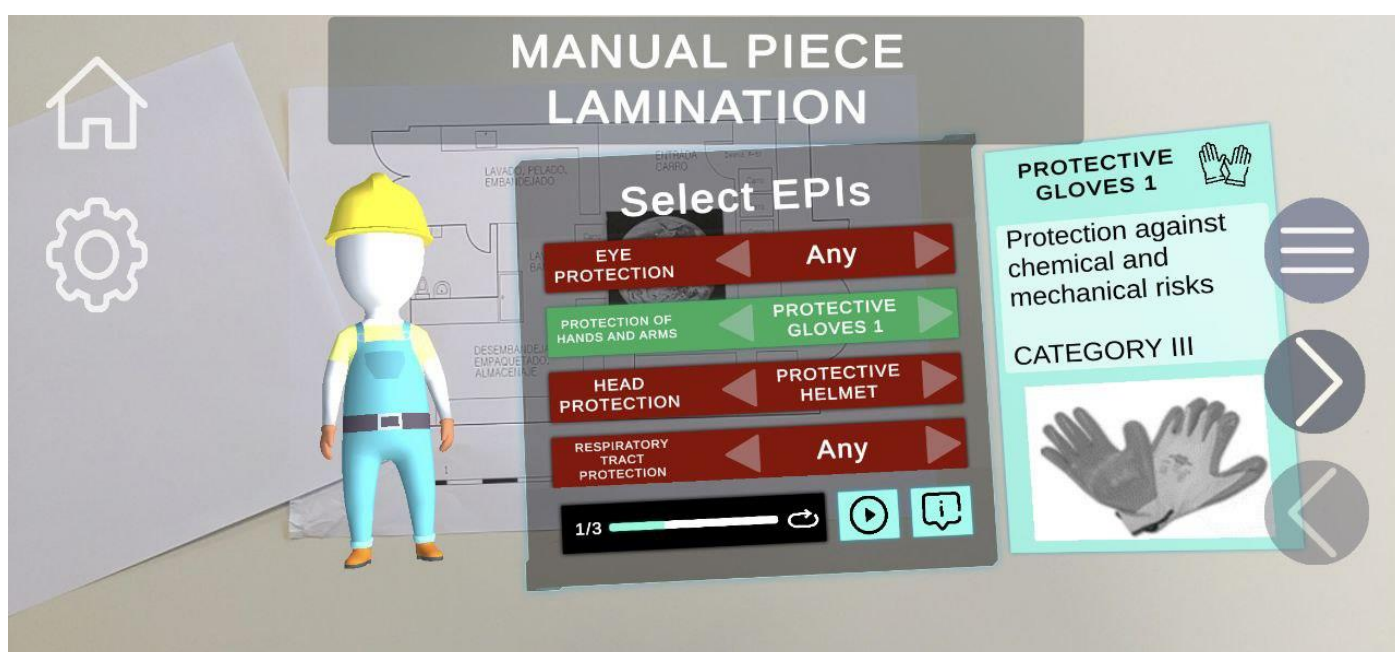 MANUAL PIECE
LAMINATION
LAVADO, PELADO,
EMBANDEJADO
ENTRADA
CARRO
Select EPIs
EYE
PROTECTION
Any
PROTECTION OF
HANDS AND ARMS
PROTECTIVE
GLOVES 1
HEAD
PROTECTION
PROTECTIVE
HELMET
RESPIRATORY
TRACT
PROTECTION
Any
1/3
i
DESEMBANDEJA
EMPAQUETADO,
ALMACENAJE
PROTECTIVE
GLOVES 1
Protection against
chemical and
mechanical risks
CATEGORY III